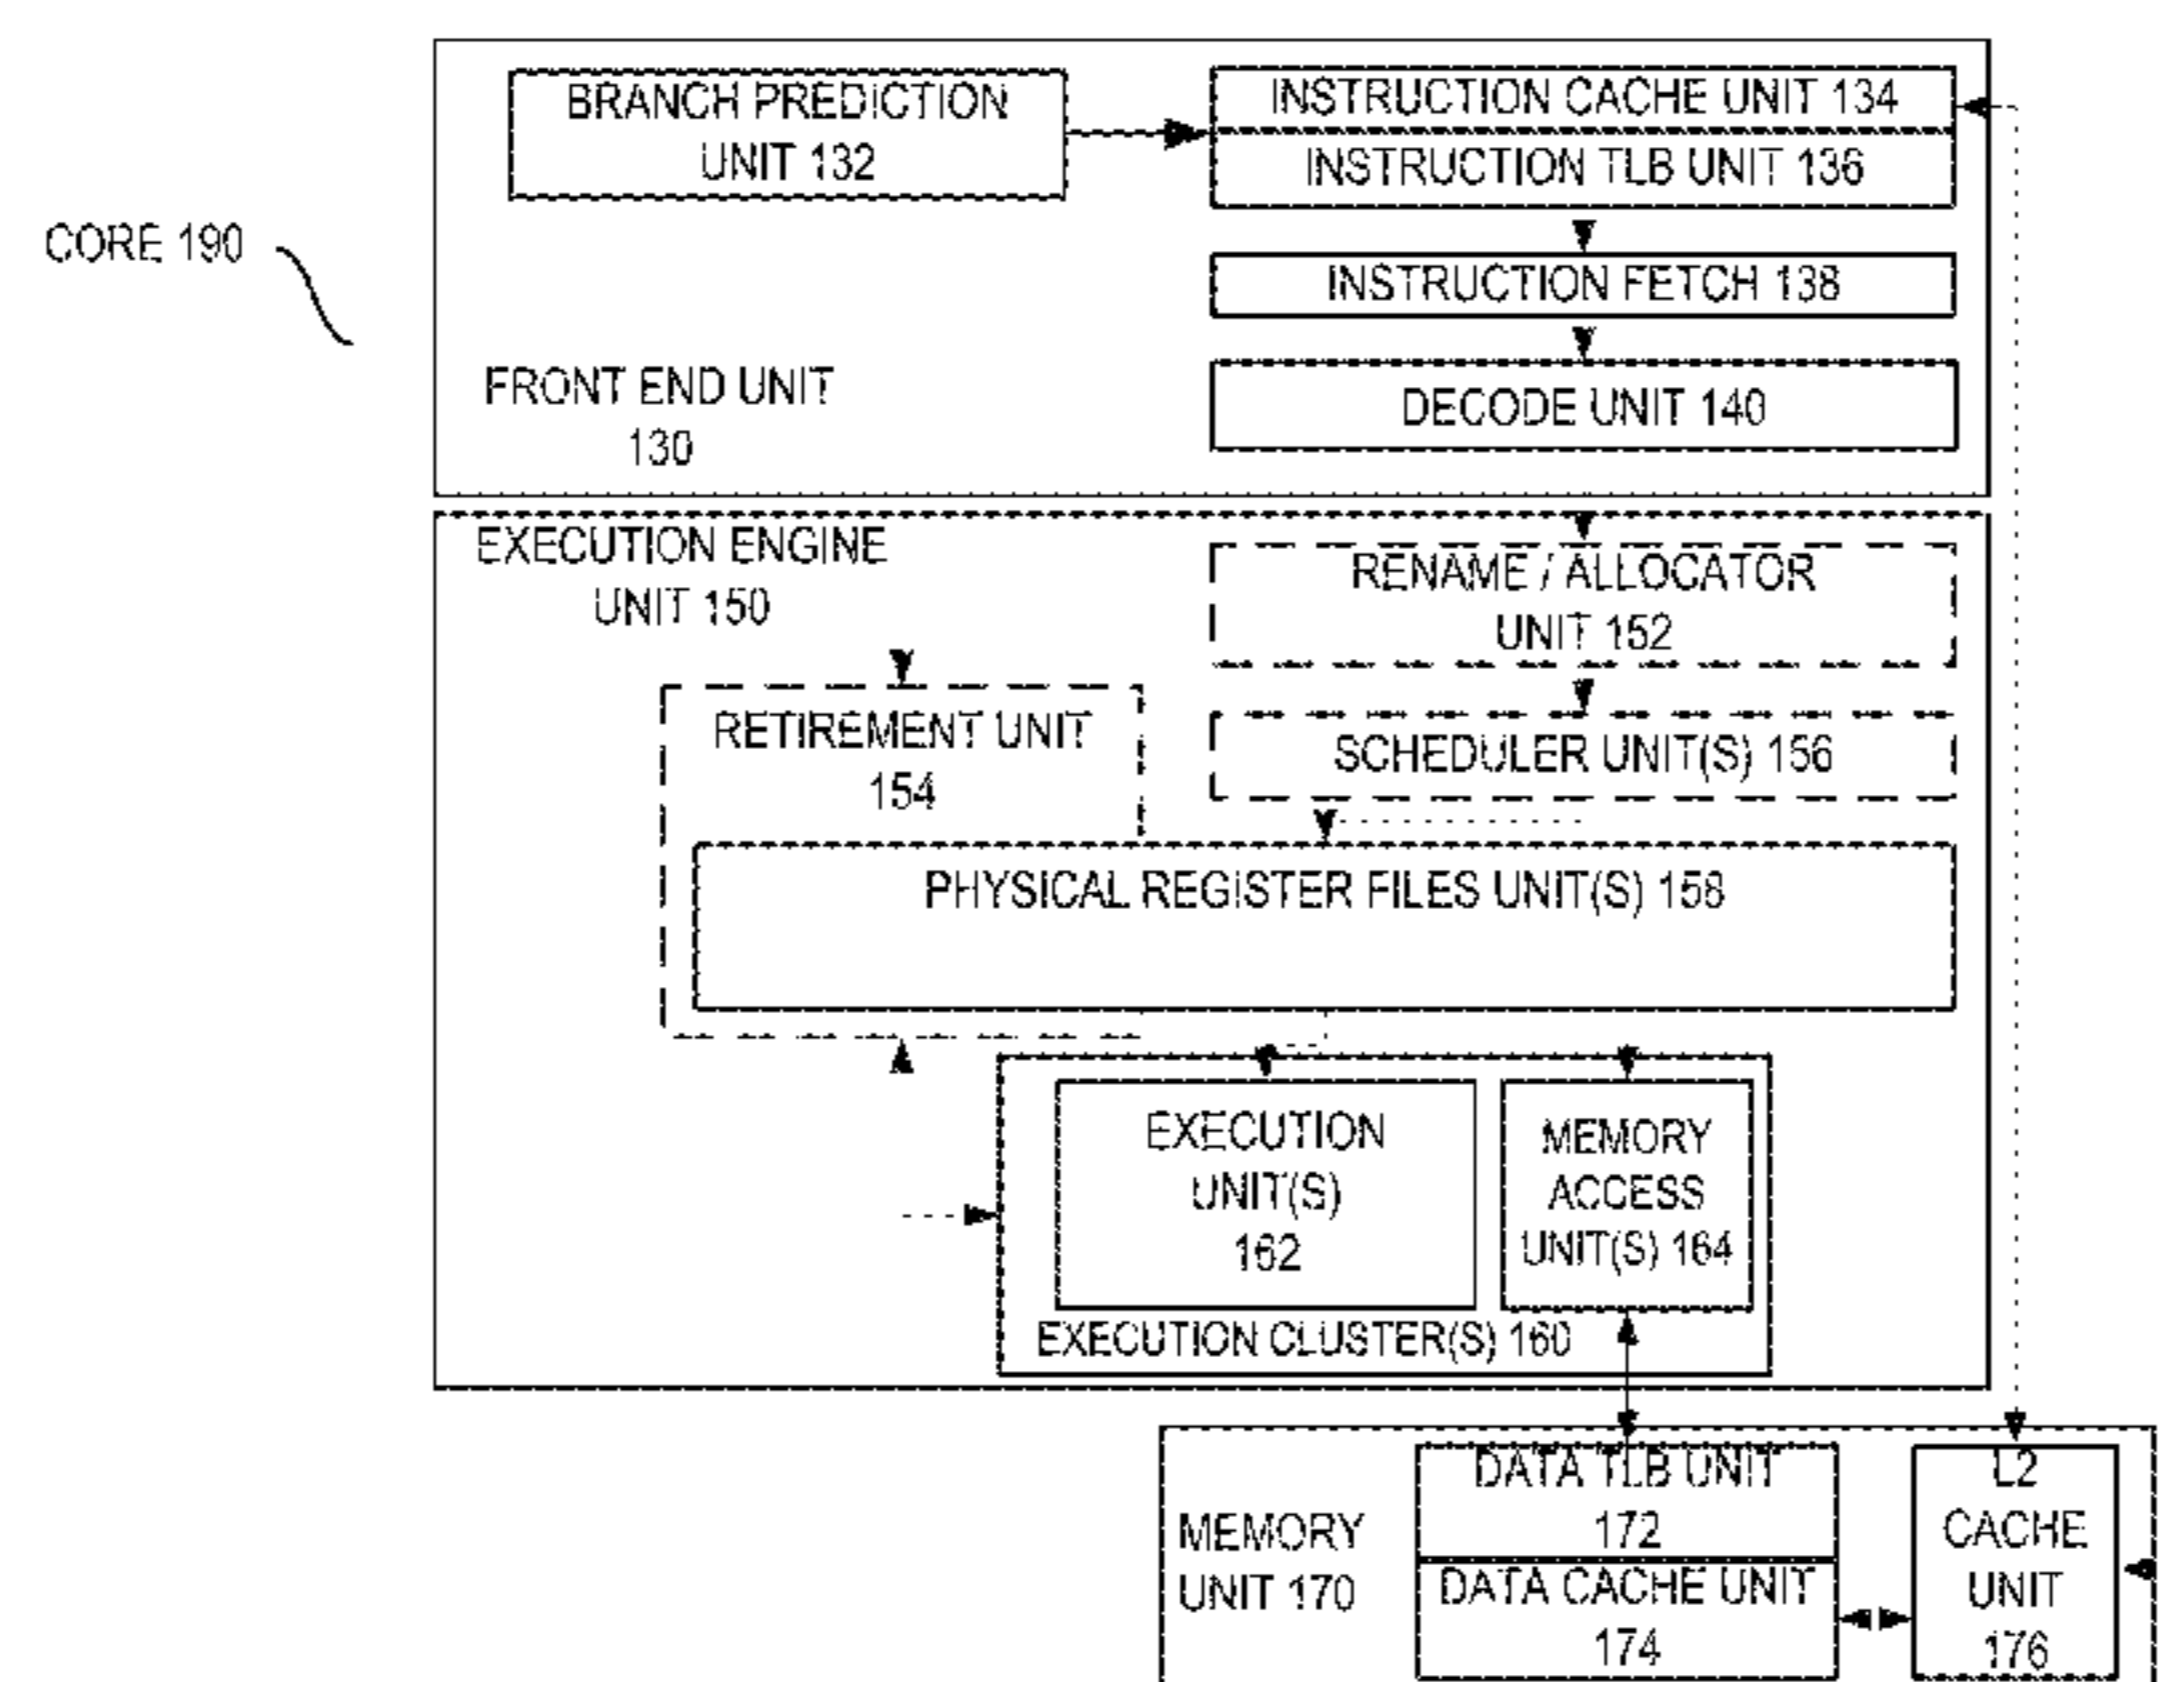 BRANCH PREDICTION
UNIT 132
INSTRUCTION CACHE UNIT 134
INSTRUCTION TLB UNIT 136
CORE 190
INSTRUCTION FETCH 138
FRONT END UNIT
130
DECODE UNIT 140
EXECUTION ENGINE
UNIT 150
RENAME / ALLOCATOR
UNIT 152
RETIREMENT UNIT
154
SCHEDULER UNIT(S) 156
PHYSICAL REGISTER FILES UNIT(S) 158
EXECUTION
UNIT(S)
162
MEMORY
ACCESS
UNIT(S) 164
EXECUTION CLUSTER(S) 160
MEMORY
UNIT 170
DATA TLB UNIT
172
DATA CACHE UNIT
174
L2
CACHE
UNIT
176